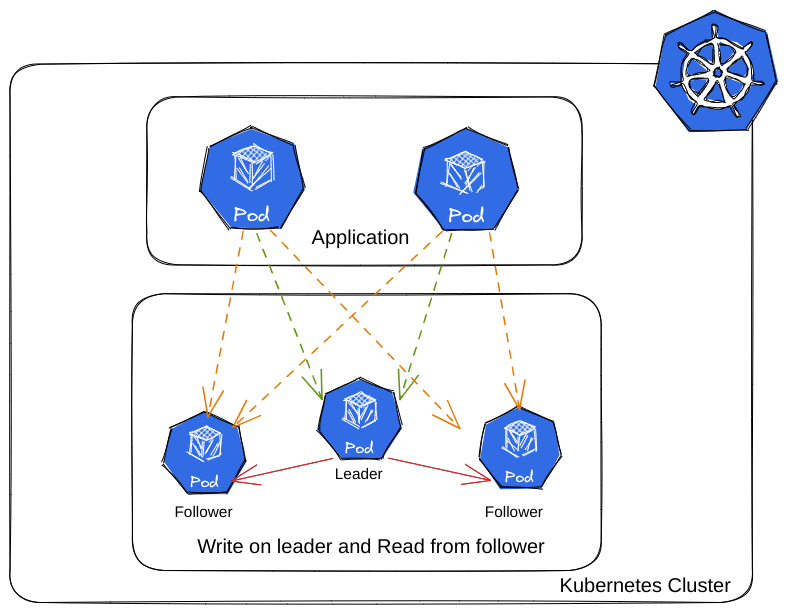 Pod
Pod
Application
Pod
Pod
Pod
Leader
Follower
Follower
Write on leader and Read from follower
Kubernetes Cluster